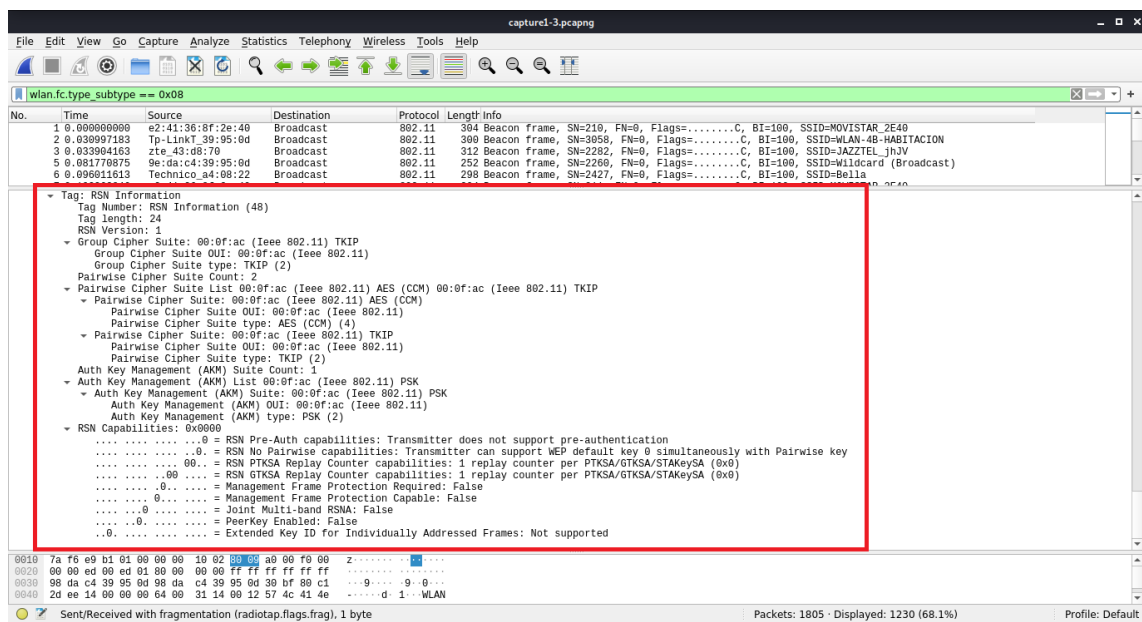 capture1-3.pcapng
File Edit View Go Capture Analyze Statistics Telephony Wireless Tools Help
wlan.fc.type_subtype == 0x08
No. Time Source Destination Protocol Length Info
1 0.000000000 e2:41:36:8f:2e:40 Broadcast 802.11 304 Beacon frame, SN=210, FN=0, Flags=........C, BI=100, SSID=MOVISTAR_2E40
2 0.030997183 Tp-LinkT_39:95:0d Broadcast 802.11 300 Beacon frame, SN=3058, FN=0, Flags=........C, BI=100, SSID=WLAN-4B-HABITACION
3 0.033904163 zte_43:d8:70 Broadcast 802.11 312 Beacon frame, SN=2282, FN=0, Flags=........C, BI=100, SSID=JAZZTEL_jhJV
5 0.081770875 9e:da:c4:39:95:0d Broadcast 802.11 252 Beacon frame, SN=2260, FN=0, Flags=........C, BI=100, SSID=Wildcard (Broadcast)
6 0.096011613 Technico_a4:08:22 Broadcast 802.11 298 Beacon frame, SN=2427, FN=0, Flags=........C, BI=100, SSID=Bella
Tag: RSN Information
Tag Number: RSN Information (48)
Tag length: 24
RSN Version: 1
Group Cipher Suite: 00:0f:ac (Ieee 802.11) TKIP
Group Cipher Suite OUI: 00:0f:ac (Ieee 802.11)
Group Cipher Suite type: TKIP (2)
Pairwise Cipher Suite Count: 2
Pairwise Cipher Suite List 00:0f:ac (Ieee 802.11) AES (CCM) 00:0f:ac (Ieee 802.11) TKIP
Pairwise Cipher Suite: 00:0f:ac (Ieee 802.11) AES (CCM)
Pairwise Cipher Suite OUI: 00:0f:ac (Ieee 802.11)
Pairwise Cipher Suite type: AES (CCM) (4)
Pairwise Cipher Suite: 00:0f:ac (Ieee 802.11) TKIP
Pairwise Cipher Suite OUI: 00:0f:ac (Ieee 802.11)
Pairwise Cipher Suite type: TKIP (2)
Auth Key Management (AKM) Suite Count: 1
Auth Key Management (AKM) List 00:0f:ac (Ieee 802.11) PSK
Auth Key Management (AKM) Suite: 00:0f:ac (Ieee 802.11) PSK
Auth Key Management (AKM) OUI: 00:0f:ac (Ieee 802.11)
Auth Key Management (AKM) type: PSK (2)
RSN Capabilities: 0x0000
.... .... .... ...0 = RSN Pre-Auth capabilities: Transmitter does not support pre-authentication
.... .... .... ..0. = RSN No Pairwise capabilities: Transmitter can support WEP default key 0 simultaneously with Pairwise key
.... .... .... 00.. = RSN PTKSA Replay Counter capabilities: 1 replay counter per PTKSA/GTKSA/STAKeySA (0x0)
.... .... ..00 .... = RSN GTKSA Replay Counter capabilities: 1 replay counter per PTKSA/GTKSA/STAKeySA (0x0)
.... .... .0.. .... = Management Frame Protection Required: False
.... .... 0... .... = Management Frame Protection Capable: False
.... ...0 .... .... = Joint Multi-band RSNA: False
.... ..0. .... .... = PeerKey Enabled: False
..0. .... .... .... = Extended Key ID for Individually Addressed Frames: Not supported
0010 7a f6 e9 b1 01 00 00 00 10 02 80 09 a0 00 f0 00 z······· ········
0020 00 00 ed 00 ed 01 80 00 00 00 ff ff ff ff ff ff ········ ········
0030 98 da c4 39 95 0d 98 da c4 39 95 0d 30 bf 80 c1 ···9···· ·9··0···
0040 2d ee 14 00 00 00 64 00 31 14 00 12 57 4c 41 4e -·····d· 1···WLAN
Sent/Received with fragmentation (radiotap.flags.frag), 1 byte Packets: 1805 · Displayed: 1230 (68.1%) Profile: Default